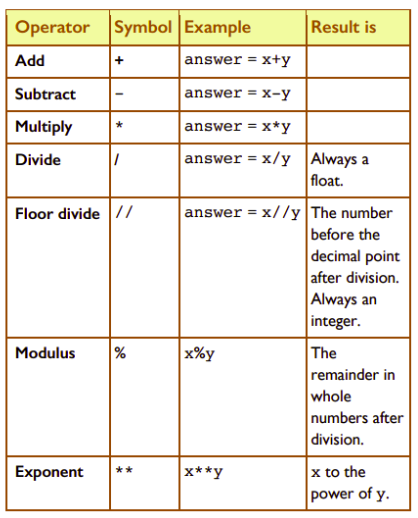 Operator Symbol Example Result is
Add + answer = x+y
Subtract – answer = x-y
Multiply * answer = x*y
Divide / answer = x/y Always a
float.
Floor divide // answer = x//y The number
before the
decimal point
after division.
Always an
integer.
Modulus % x%y The
remainder in
whole
numbers after
division.
Exponent ** x**y x to the
power of y.